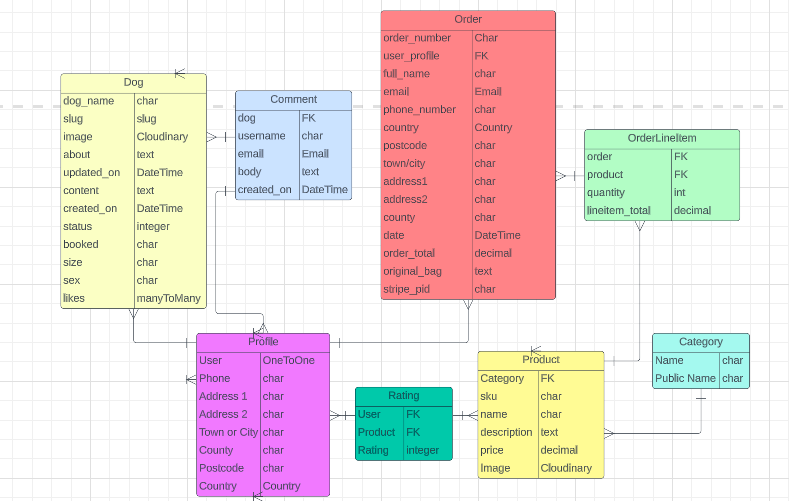 Dog
dog_name char
slug slug
image Cloudinary
about text
updated_on DateTime
content text
created_on DateTime
status integer
booked char
size char
sex char
likes manyToMany
Comment
dog FK
username char
email Email
body text
created_on DateTime
Order
order_number Char
user_profile FK
full_name char
email Email
phone_number char
country Country
postcode char
town/city char
address1 char
address2 char
county char
date DateTime
order_total decimal
original_bag text
stripe_pid char
OrderLineItem
order FK
product FK
quantity int
lineitem_total decimal
Profile
User OneToOne
Phone char
Address 1 char
Address 2 char
Town or City char
County char
Postcode char
Country Country
Rating
User FK
Product FK
Rating integer
Product
Category FK
sku char
name char
description text
price decimal
Image Cloudinary
Category
Name char
Public Name char